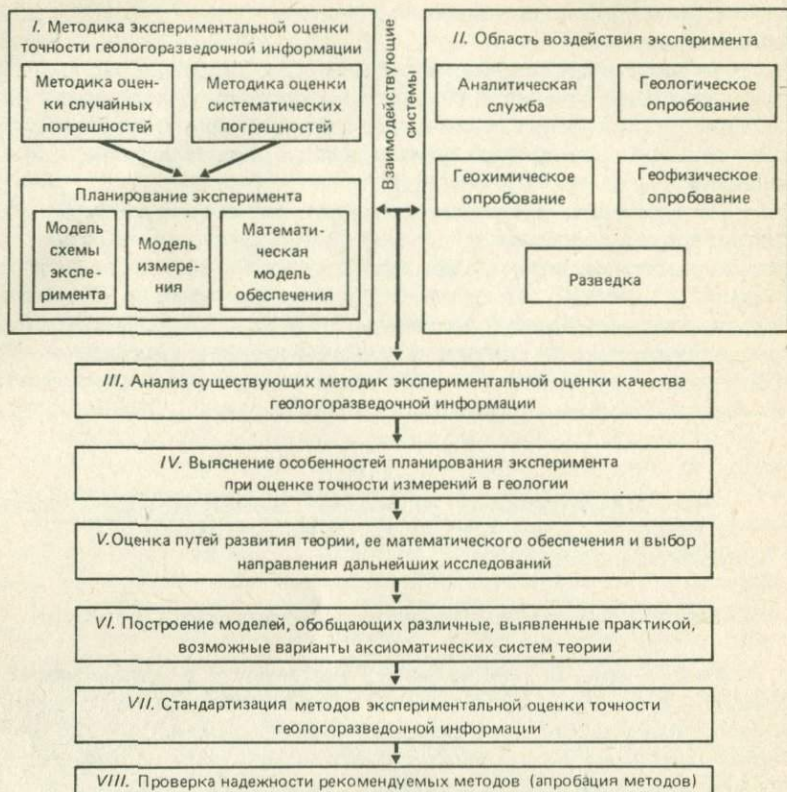 I. Методика экспериментальной оценки
точности геологоразведочной информации
Методика оцен-
ки случайных
погрешностей
Методика оценки
систематических
погрешностей
Планирование эксперимента
Модель
схемы
экспе-
римента
Модель
измере-
ния
Математи-
ческая
модель
обеспечения
Взаимодействующие
системы
II. Область воздействия эксперимента
Аналитическая
служба
Геологическое
опробование
Геохимическое
опробование
Геофизическое
опробование
Разведка
III. Анализ существующих методик экспериментальной оценки качества
геологоразведочной информации
IV. Выяснение особенностей планирования эксперимента
при оценке точности измерений в геологии
V. Оценка путей развития теории, ее математического обеспечения и выбор
направления дальнейших исследований
VI. Построение моделей, обобщающих различные, выявленные практикой,
возможные варианты аксиоматических систем теории
VII. Стандартизация методов экспериментальной оценки точности
геологоразведочной информации
VIII. Проверка надежности рекомендуемых методов (апробация методов)